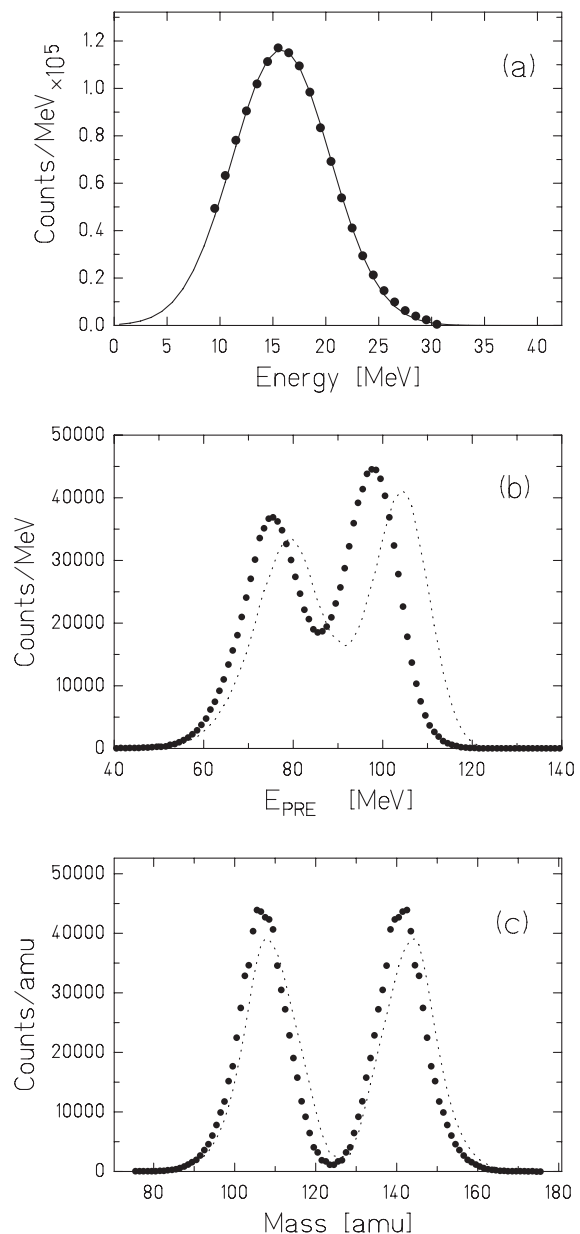 1.2
1.0
0.8
0.6
0.4
0.2
0.0
Counts/MeV ×10⁵
(a)
0 5 10 15 20 25 30 35 40
Energy [MeV]
50000
40000
30000
20000
10000
0
Counts/MeV
(b)
40 60 80 100 120 140
E_PRE [MeV]
50000
40000
30000
20000
10000
0
Counts/amu
(c)
80 100 120 140 160 180
Mass [amu]